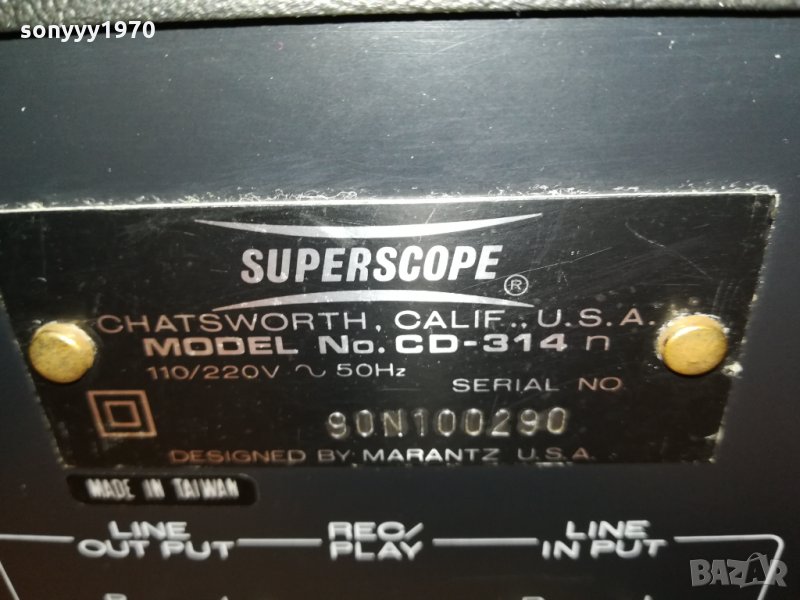 sonyyy1970
SUPERSCOPE ®
CHATSWORTH, CALIF., U.S.A.
MODEL No. CD-314 n
110/220V ~ 50Hz
SERIAL NO
90N100290
DESIGNED BY MARANTZ U.S.A.
MADE IN TAIWAN
LINE OUT PUT
REC/PLAY
LINE IN PUT
BAZAR